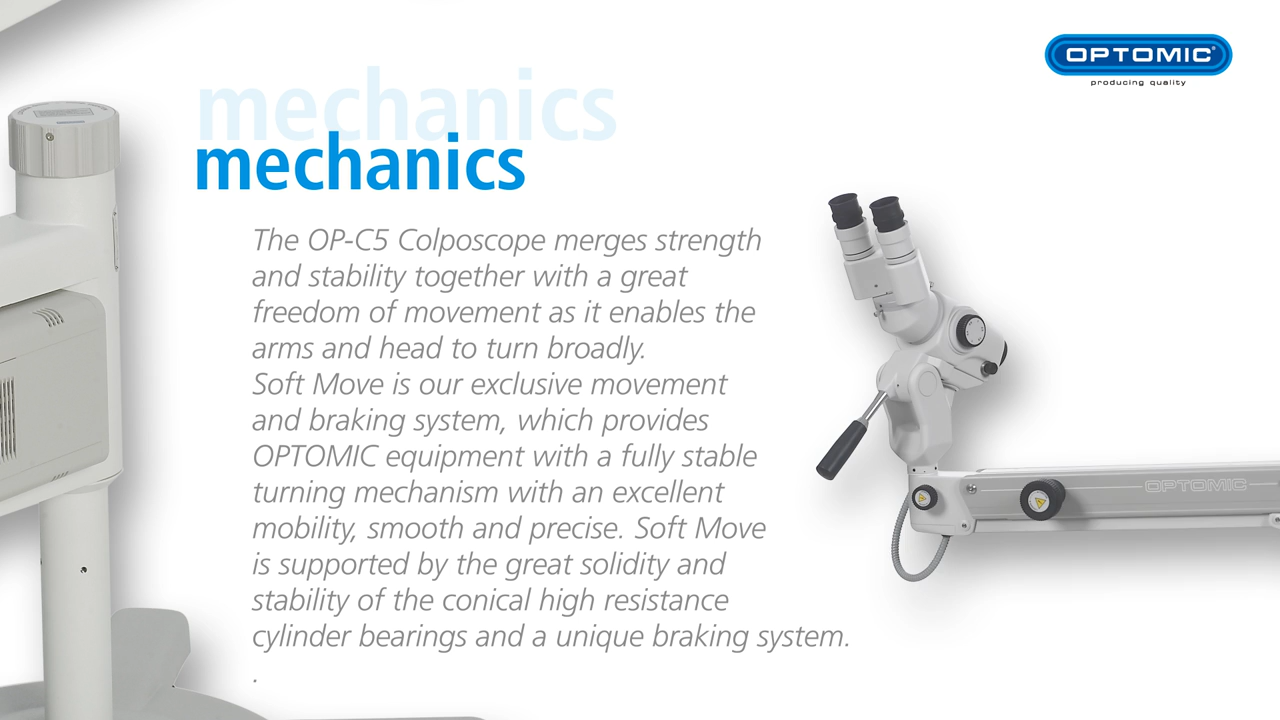 OPTOMIC®
producing quality
mechanics
mechanics
The OP-C5 Colposcope merges strength
and stability together with a great
freedom of movement as it enables the
arms and head to turn broadly.
Soft Move is our exclusive movement
and braking system, which provides
OPTOMIC equipment with a fully stable
turning mechanism with an excellent
mobility, smooth and precise. Soft Move
is supported by the great solidity and
stability of the conical high resistance
cylinder bearings and a unique braking system.
.
OPTOMIC